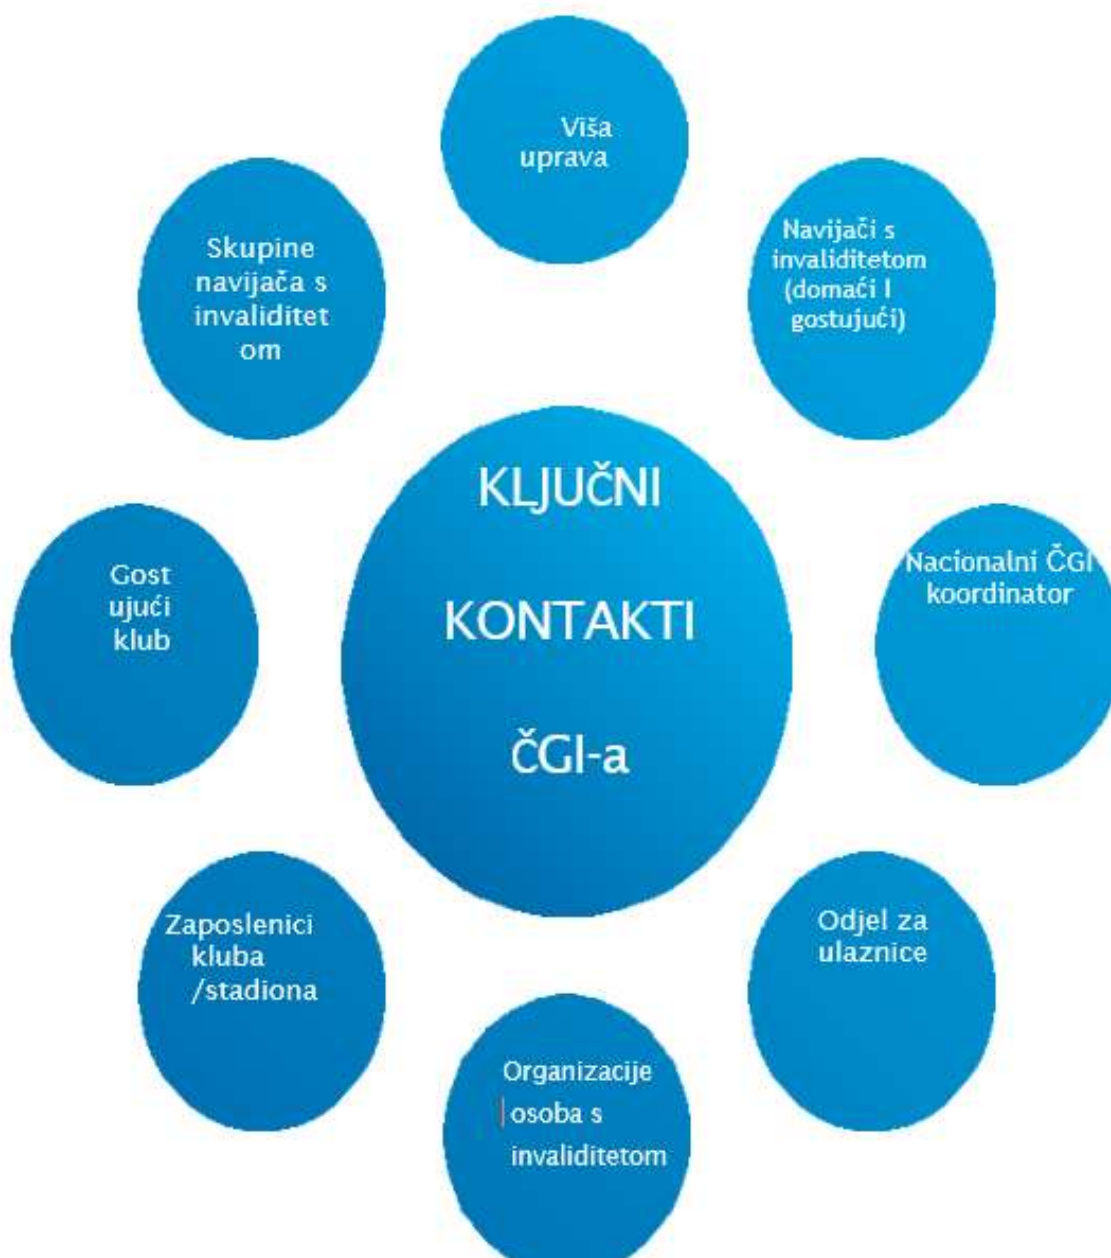 Viša
uprava
Navijači s
invaliditetom
(domaći I
gostujući)
Nacionalni ČGI
koordinator
Odjel za
ulaznice
Organizacije
osoba s
invaliditetom
Zaposlenici
kluba
/stadiona
Gost
ujući
klub
Skupine
navijača s
invaliditet
om
KLJUČNI
KONTAKTI
ČGI-a